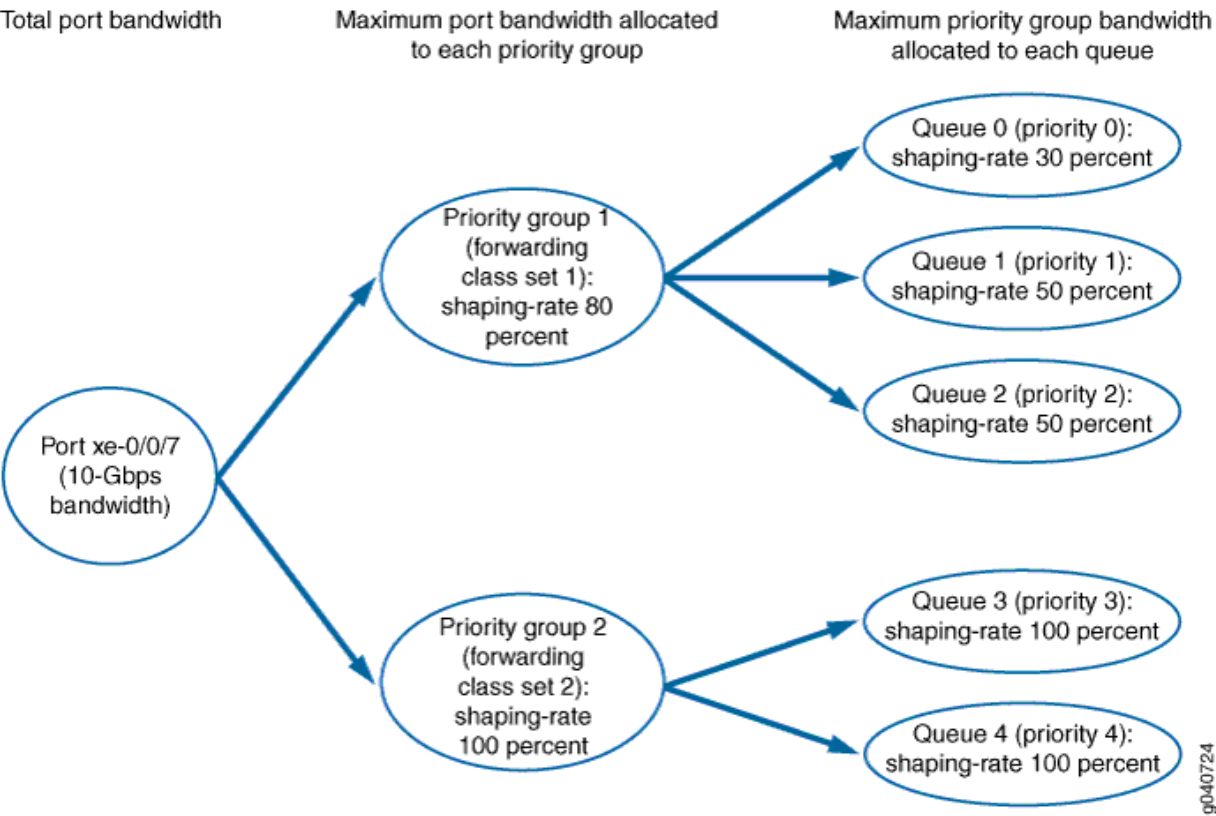 Total port bandwidth
Maximum port bandwidth allocated
to each priority group
Maximum priority group bandwidth
allocated to each queue
Port xe-0/0/7
(10-Gbps
bandwidth)
Priority group 1
(forwarding
class set 1):
shaping-rate 80
percent
Queue 0 (priority 0):
shaping-rate 30 percent
Queue 1 (priority 1):
shaping-rate 50 percent
Queue 2 (priority 2):
shaping-rate 50 percent
Priority group 2
(forwarding
class set 2):
shaping-rate
100 percent
Queue 3 (priority 3):
shaping-rate 100 percent
Queue 4 (priority 4):
shaping-rate 100 percent
g040724